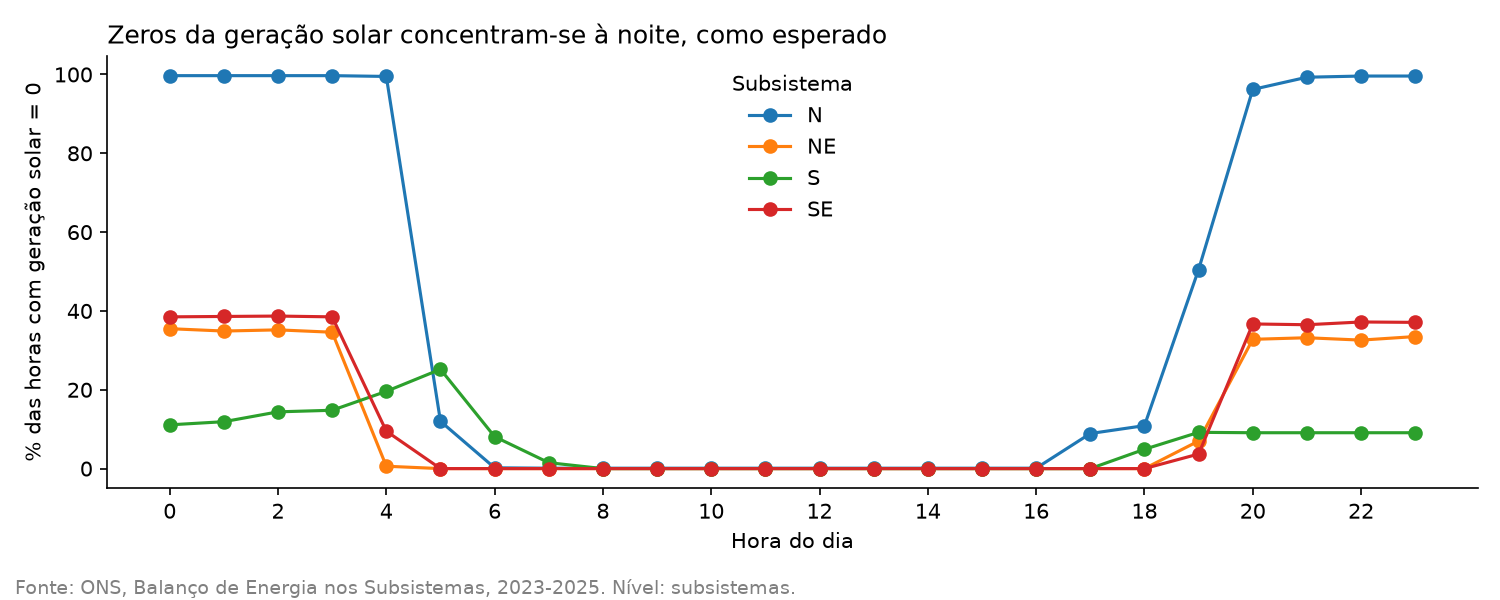 Zeros da geração solar concentram-se à noite, como esperado
% das horas com geração solar = 0
100
80
60
40
20
0
Subsistema
N
NE
S
SE
0 2 4 6 8 10 12 14 16 18 20 22
Hora do dia
Fonte: ONS, Balanço de Energia nos Subsistemas, 2023-2025. Nível: subsistemas.